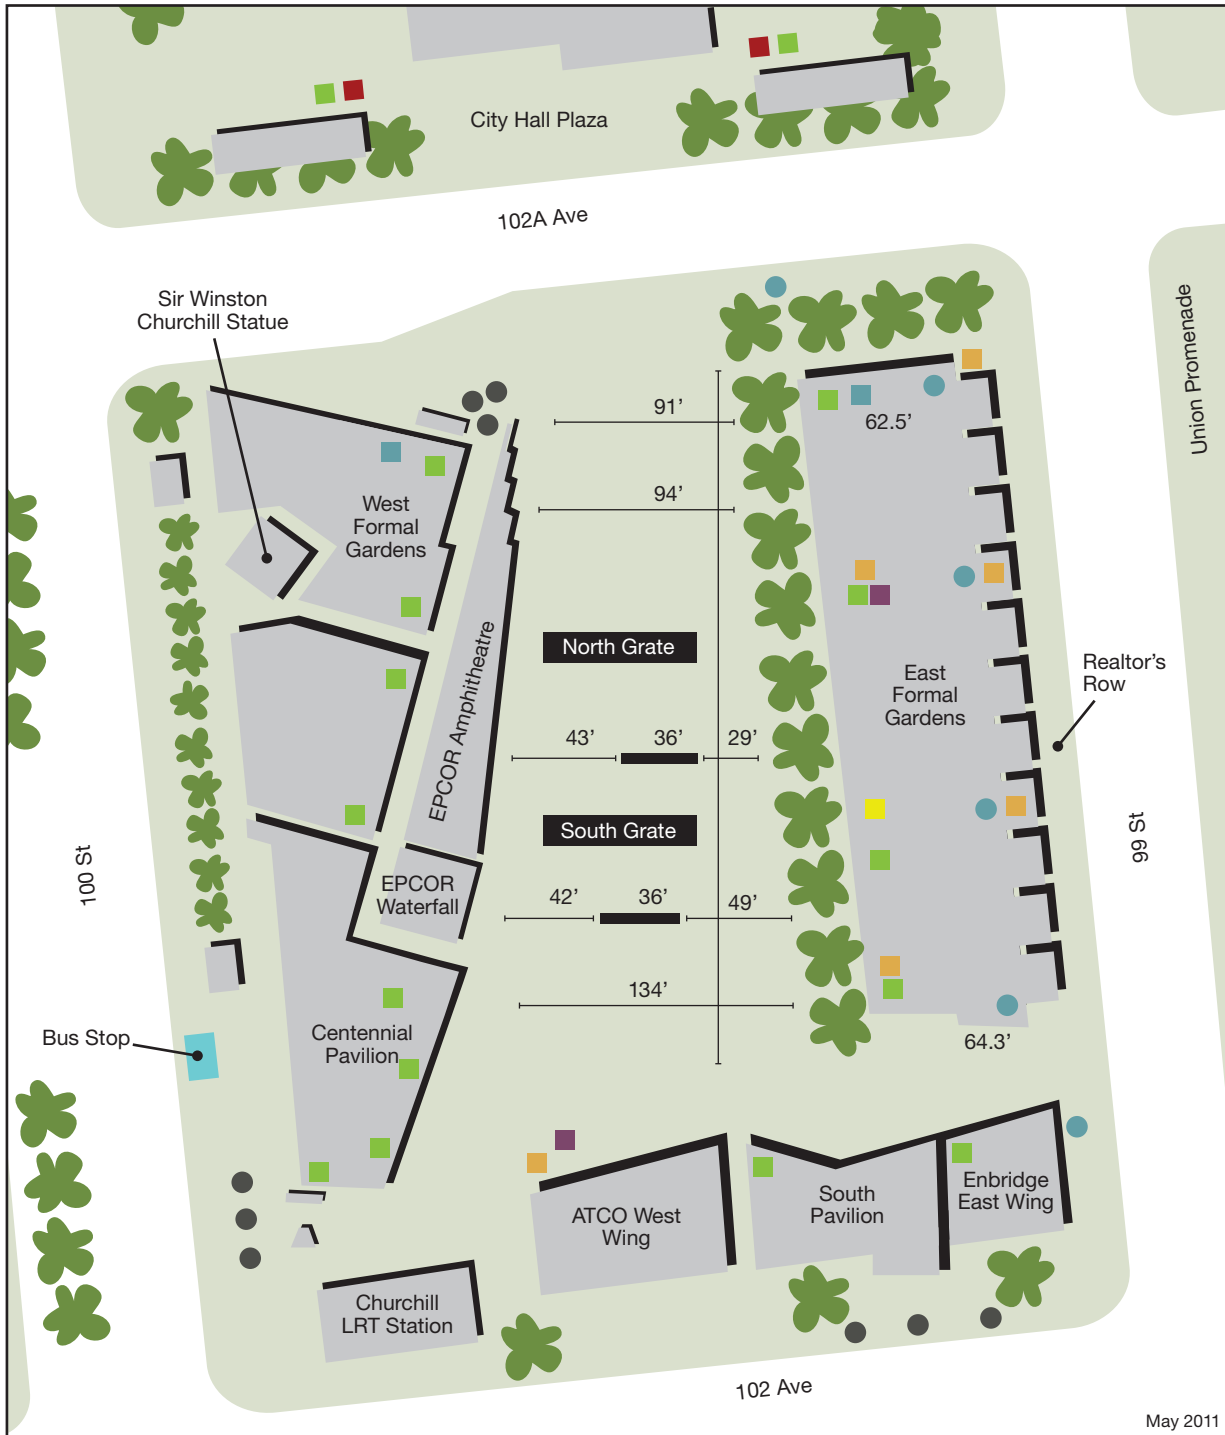 City Hall Plaza
102A Ave
Sir Winston
Churchill Statue
Union Promenade
91’
62.5’
94’
West
Formal
Gardens
North Grate
EPCOR Amphitheatre
East
Formal
Gardens
Realtor’s
Row
43’
36’
29’
South Grate
99 St
100 St
EPCOR
Waterfall
42’
36’
49’
134’
Bus Stop
Centennial
Pavilion
64.3’
ATCO West
Wing
South
Pavilion
Enbridge
East Wing
Churchill
LRT Station
102 Ave
May 2011